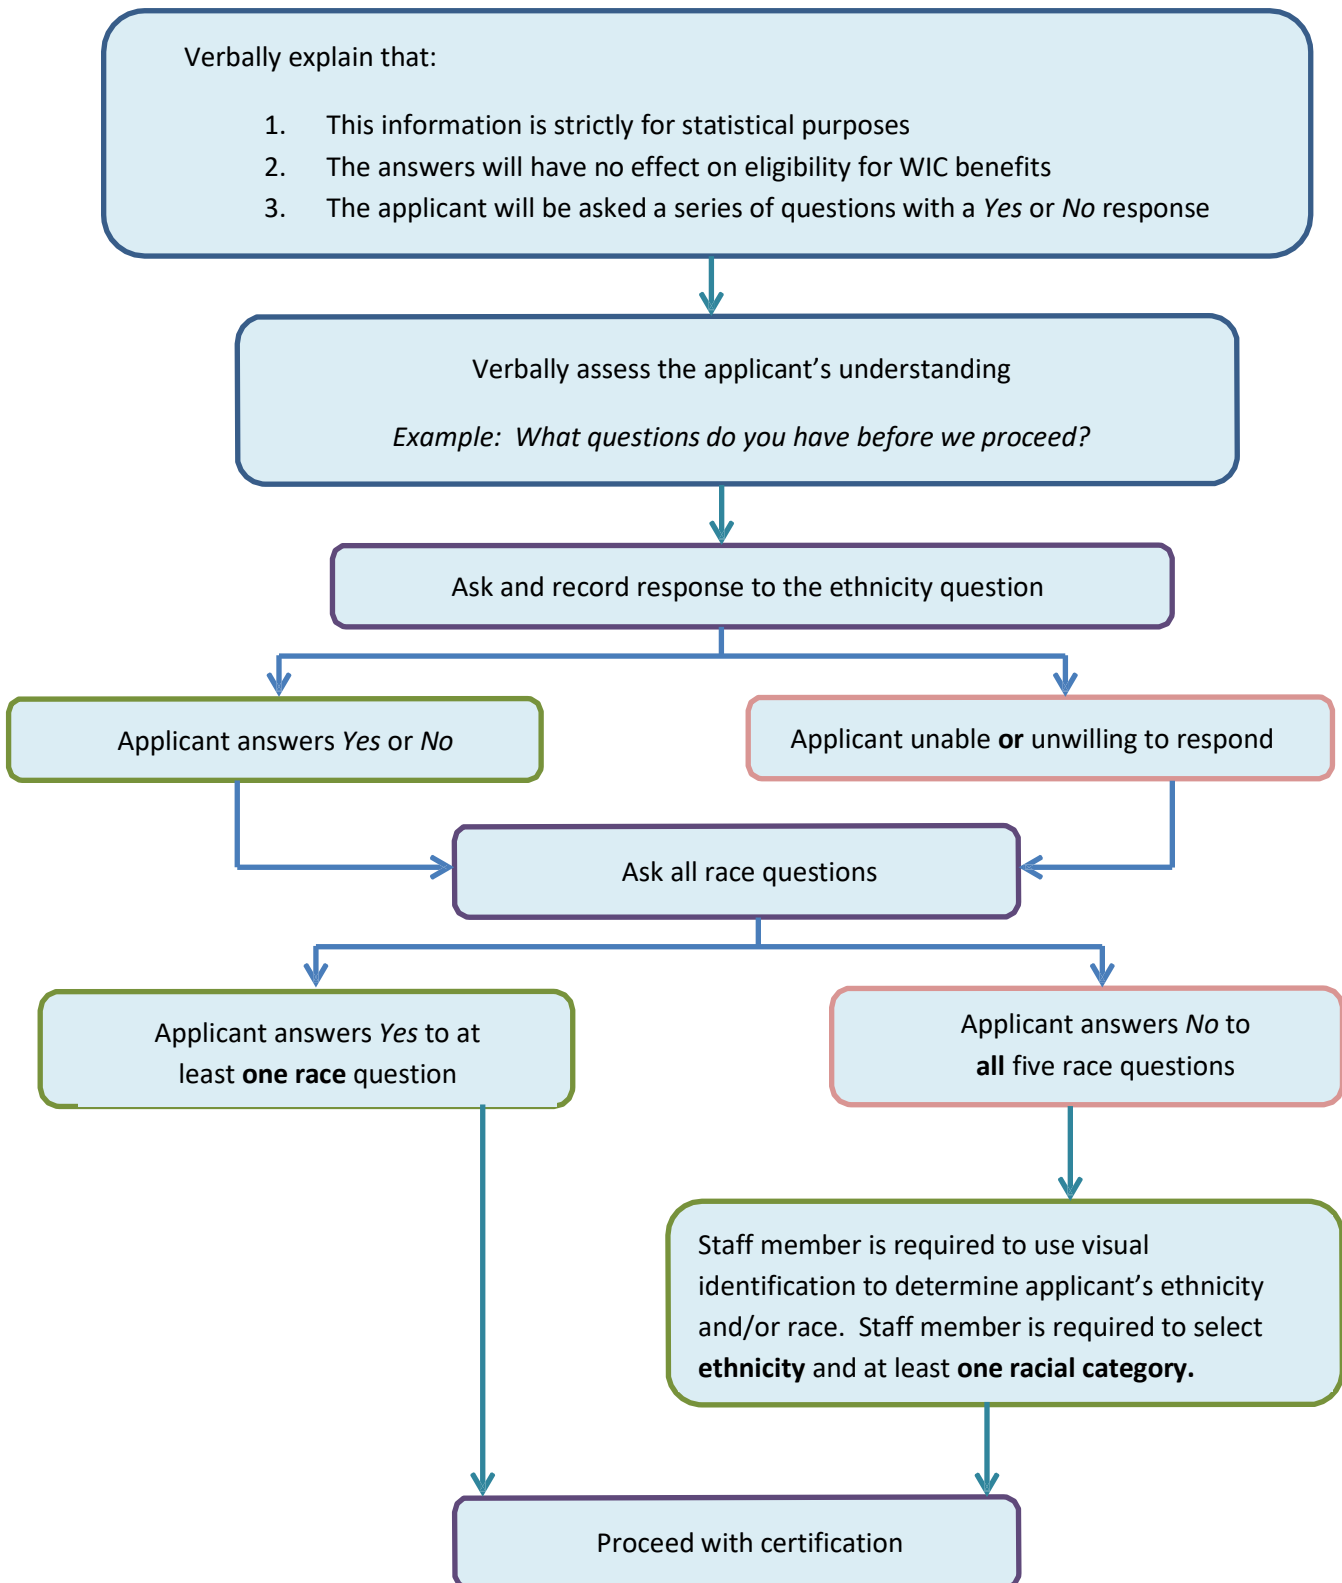 Verbally explain that:
1. This information is strictly for statistical purposes
2. The answers will have no effect on eligibility for WIC benefits
3. The applicant will be asked a series of questions with a Yes or No response
Verbally assess the applicant’s understanding
Example:  What questions do you have before we proceed?
Ask and record response to the ethnicity question
Applicant answers Yes or No
Applicant unable or unwilling to respond
Ask all race questions
Applicant answers Yes to at
least one race question
Applicant answers No to
all five race questions
Staff member is required to use visual
identification to determine applicant’s ethnicity
and/or race.  Staff member is required to select
ethnicity and at least one racial category.
Proceed with certification